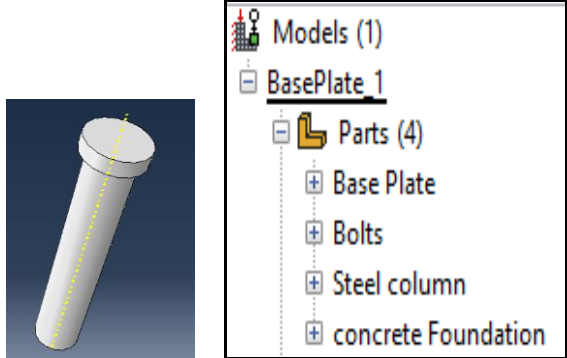 Models (1)
BasePlate_1
Parts (4)
Base Plate
Bolts
Steel column
concrete Foundation